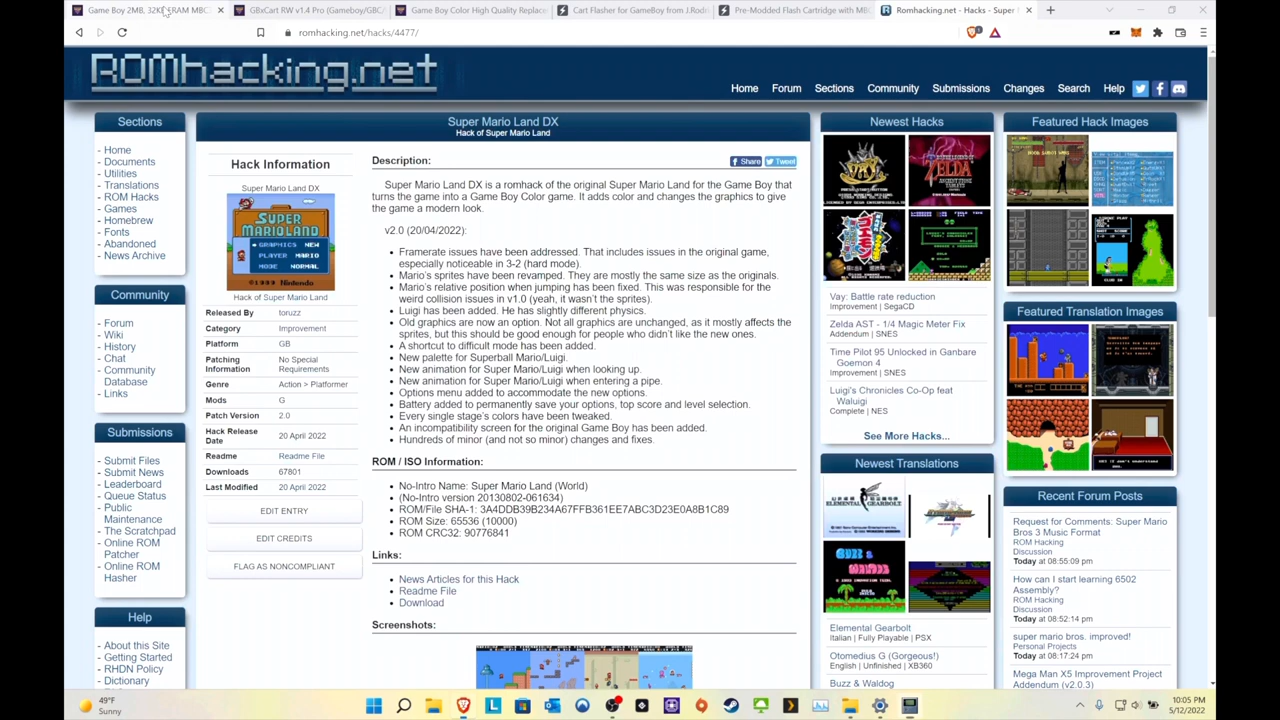 Game Boy 2MB, 32KB FRAM MBC
GBxCart RW v1.4 Pro (Gameboy/GBC/
Game Boy Color High Quality Replace
Cart Flasher for GameBoy from J.Rod
Pre-Modded Flash Cartridge with MB
Romhacking.net - Hacks - Super M
romhacking.net/hacks/4477/
ROMhacking.net
Home Forum Sections Community Submissions Changes Search Help
Sections
- Home
- Documents
- Utilities
- Translations
- ROM Hacks
- Games
- Homebrew
- Fonts
- Abandoned
- News Archive
Community
- Forum
- Wiki
- History
- Chat
- Community
Database
- Links
Submissions
- Submit Files
- Submit News
- Leaderboard
- Queue Status
- Public
Maintenance
- The Scratchpad
- Online ROM
Patcher
- Online ROM
Hasher
Help
- About this Site
- Getting Started
- RHDN Policy
- Dictionary
Super Mario Land DX
Hack of Super Mario Land
Hack Information
Super Mario Land DX
SUPER
MARIOLAND
GRAPHICS NEW
PLAYER MARIO
MODE NORMAL
©1989 Nintendo
Hack of Super Mario Land
Released By toruzz
Category Improvement
Platform GB
Patching Information No Special Requirements
Genre Action > Platformer
Mods G
Patch Version 2.0
Hack Release Date 20 April 2022
Readme Readme File
Downloads 67801
Last Modified 20 April 2022
EDIT ENTRY
EDIT CREDITS
FLAG AS NONCOMPLIANT
Description:
Share Tweet
Super Mario Land DX is a romhack of the original Super Mario Land for the Game Boy that
turns it into a Game Boy Color game. It adds color and changes the graphics to give
the game a modern look.
v2.0 (20/04/2022):
• Framerate issues have been addressed. That includes issues in the original game,
especially noticeable in 3-2 (hard mode).
• Mario's sprites have been revamped. They are mostly the same size as the originals.
• Mario's relative position when jumping has been fixed. This was responsible for the
weird collision issues in v1.0 (yeah, it wasn't the sprites).
• Luigi has been added. He has slightly different physics.
• Old graphics are now an option. Not all graphics are unchanged, as it mostly affects the
sprites, but this should be good enough for people who didn't like the new ones.
• A shortcut to difficult mode has been added.
• New palette for Superball Mario/Luigi.
• New animation for Super Mario/Luigi when looking up.
• New animation for Super Mario/Luigi when entering a pipe.
• Options menu added to accommodate the new options.
• Battery added to permanently save your options, top score and level selection.
• Every single stage's colors have been tweaked.
• An incompatibility screen for the original Game Boy has been added.
• Hundreds of minor (and not so minor) changes and fixes.
ROM / ISO Information:
• No-Intro Name: Super Mario Land (World)
• (No-Intro version 20130802-061634)
• ROM/File SHA-1: 3A4DDB39B234A67FFB361EE7ABC3D23E0A8B1C89
• ROM Size: 65536 (10000)
• ROM CRC32: 90776841
Links:
• News Articles for this Hack
• Readme File
• Download
Screenshots:
Newest Hacks
Vay: Battle rate reduction
Improvement | SegaCD
Zelda AST - 1/4 Magic Meter Fix
Addendum | SNES
Time Pilot 95 Unlocked in Ganbare
Goemon 4
Improvement | SNES
Luigi's Chronicles Co-Op feat
Waluigi
Complete | NES
See More Hacks...
Newest Translations
Elemental Gearbolt
Italian | Fully Playable | PSX
Otomedius G (Gorgeous!)
English | Unfinished | XB360
Buzz & Waldog
Featured Hack Images
Featured Translation Images
Recent Forum Posts
Request for Comments: Super Mario
Bros 3 Music Format
ROM Hacking
Discussion
Today at 08:55:09 pm
How can I start learning 6502
Assembly?
ROM Hacking
Discussion
Today at 08:52:14 pm
super mario bros. improved!
Personal Projects
Today at 08:17:24 pm
Mega Man X5 Improvement Project
Addendum (v2.0.3)
49°F
Sunny
10:05 PM
5/12/2022